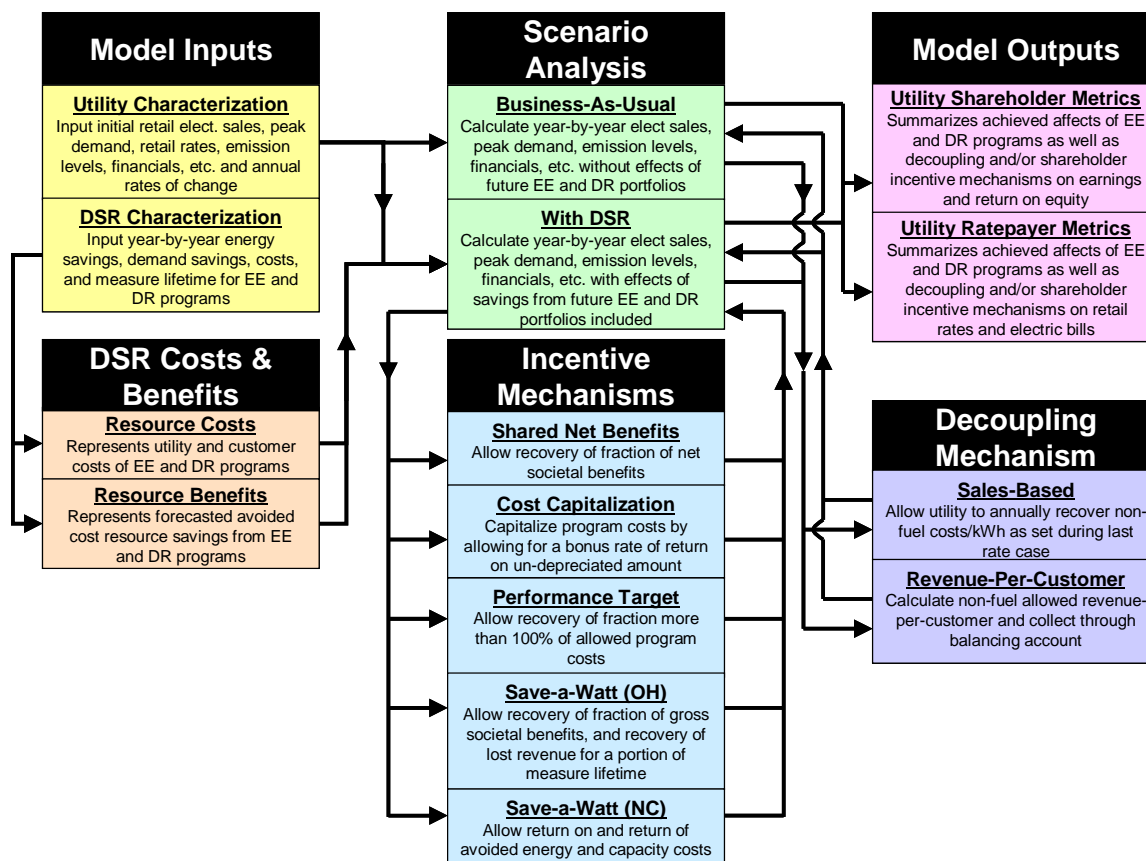 Model Inputs
Utility Characterization
Input initial retail elect. sales, peak
demand, retail rates, emission
levels, financials, etc. and annual
rates of change
DSR Characterization
Input year-by-year energy
savings, demand savings, costs,
and measure lifetime for EE and
DR programs
DSR Costs &
Benefits
Resource Costs
Represents utility and customer
costs of EE and DR programs
Resource Benefits
Represents forecasted avoided
cost resource savings from EE
and DR programs
Scenario
Analysis
Business-As-Usual
Calculate year-by-year elect sales,
peak demand, emission levels,
financials, etc. without effects of
future EE and DR portfolios
With DSR
Calculate year-by-year elect sales,
peak demand, emission levels,
financials, etc. with effects of
savings from future EE and DR
portfolios included
Incentive
Mechanisms
Shared Net Benefits
Allow recovery of fraction of net
societal benefits
Cost Capitalization
Capitalize program costs by
allowing for a bonus rate of return
on un-depreciated amount
Performance Target
Allow recovery of fraction more
than 100% of allowed program
costs
Save-a-Watt (OH)
Allow recovery of fraction of gross
societal benefits, and recovery of
lost revenue for a portion of
measure lifetime
Save-a-Watt (NC)
Allow return on and return of
avoided energy and capacity costs
Model Outputs
Utility Shareholder Metrics
Summarizes achieved affects of EE
and DR programs as well as
decoupling and/or shareholder
incentive mechanisms on earnings
and return on equity
Utility Ratepayer Metrics
Summarizes achieved affects of EE
and DR programs as well as
decoupling and/or shareholder
incentive mechanisms on retail
rates and electric bills
Decoupling
Mechanism
Sales-Based
Allow utility to annually recover non-
fuel costs/kWh as set during last
rate case
Revenue-Per-Customer
Calculate non-fuel allowed revenue-
per-customer and collect through
balancing account